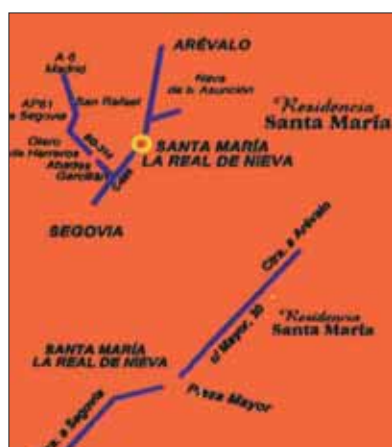 A-6
Madrid
ARÉVALO
Nava
de la Asunción
AP61
a Segovia
San Rafael
Residencia
Santa María
Otero
de Herreros
Abades
Garcillán
SANTA MARÍA
LA REAL DE NIEVA
SEGOVIA
Ctra. a Arévalo
c/ Mayor, 30
Residencia
Santa María
SANTA MARÍA
LA REAL DE NIEVA
Plaza Mayor
a Segovia